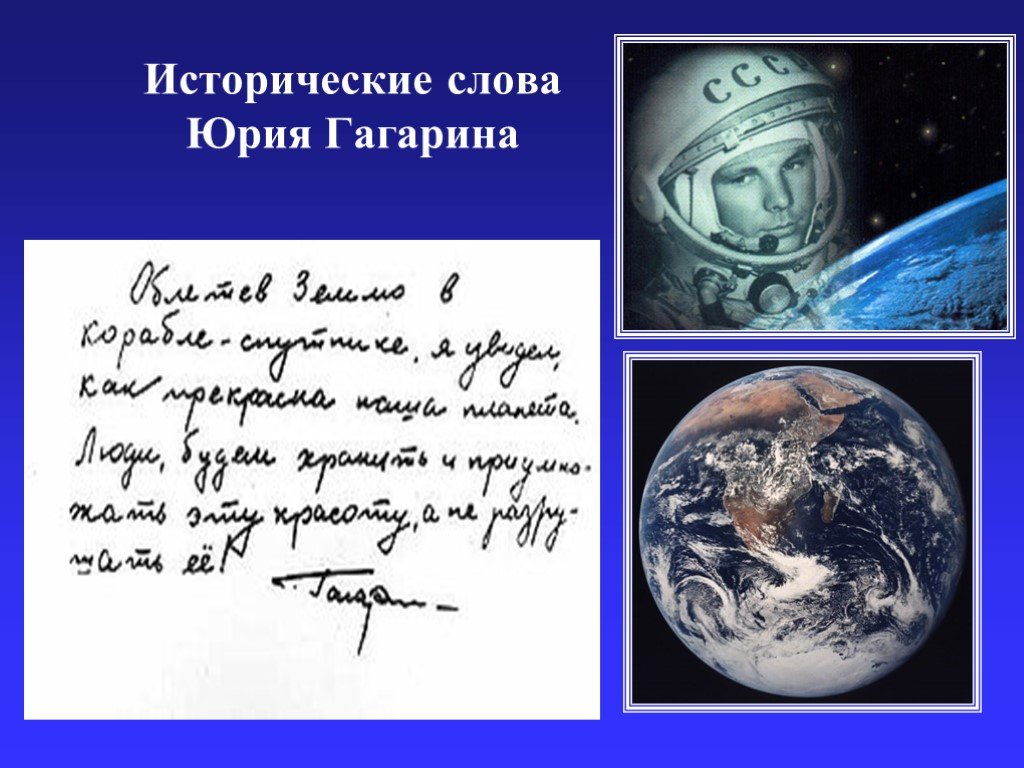 Исторические слова
Юрия Гагарина
СССР
Облетев Землю в
корабле-спутнике, я увидел,
как прекрасна наша планета.
Люди, будем хранить и приумно-
жать эту красоту, а не разру-
шать её!
Гагарин